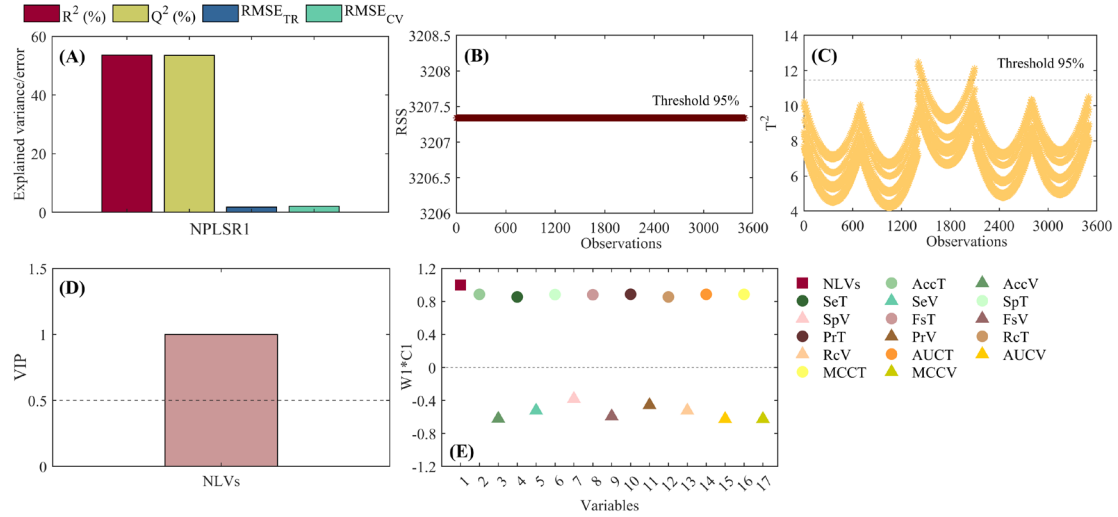 R² (%) Q² (%) RMSE_TR RMSE_CV
(A)
Explained variance/error
60
40
20
0
NPLSR1
(B)
RSS
3208.5
3208
3207.5
3207
3206.5
3206
Threshold 95%
0 600 1200 1800 2400 3000 3600
Observations
(C)
T²
14
12
10
8
6
4
Threshold 95%
0 600 1200 1800 2400 3000 3600
Observations
(D)
VIP
1.5
1
0.5
0
NLVs
W1*C1
1.2
0.8
0.4
0
-0.4
-0.8
-1.2
(E)
1 2 3 4 5 6 7 8 9 10 11 12 13 14 15 16 17
Variables
NLVs AccT AccV
SeT SeV SpT
SpV FsT FsV
PrT PrV RcT
RcV AUCT AUCV
MCCT MCCV